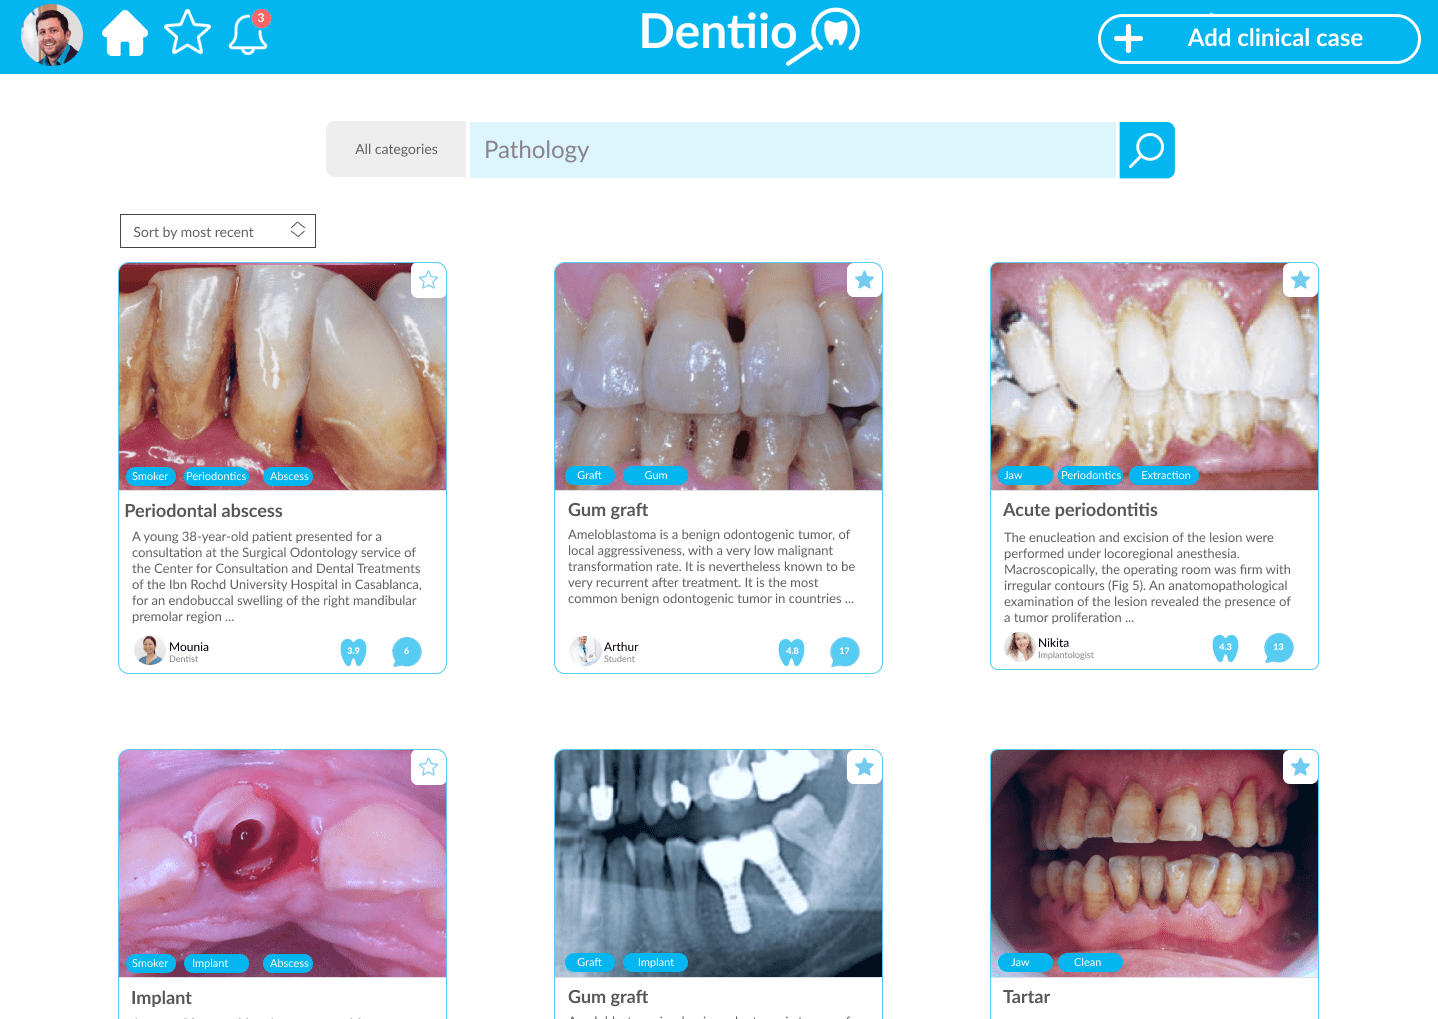 3
Dentiio
Add clinical case
All categories
Pathology
Sort by most recent
Smoker
Periodontics
Abscess
Periodontal abscess
A young 38-year-old patient presented for a
consultation at the Surgical Odontology service of
the Center for Consultation and Dental Treatments
of the Ibn Rochd University Hospital in Casablanca,
for an endobuccal swelling of the right mandibular
premolar region ...
Mounia
Dentist
3.9
6
Graft
Gum
Gum graft
Ameloblastoma is a benign odontogenic tumor, of
local aggressiveness, with a very low malignant
transformation rate. It is nevertheless known to be
very recurrent after treatment. It is the most
common benign odontogenic tumor in countries ...
Arthur
Student
4.8
17
Jaw
Periodontics
Extraction
Acute periodontitis
The enucleation and excision of the lesion were
performed under locoregional anesthesia.
Macroscopically, the operating room was firm with
irregular contours (Fig 5). An anatomopathological
examination of the lesion revealed the presence of
a tumor proliferation ...
Nikita
Implantologist
4.3
13
Smoker
Implant
Abscess
Implant
Graft
Implant
Gum graft
Jaw
Clean
Tartar